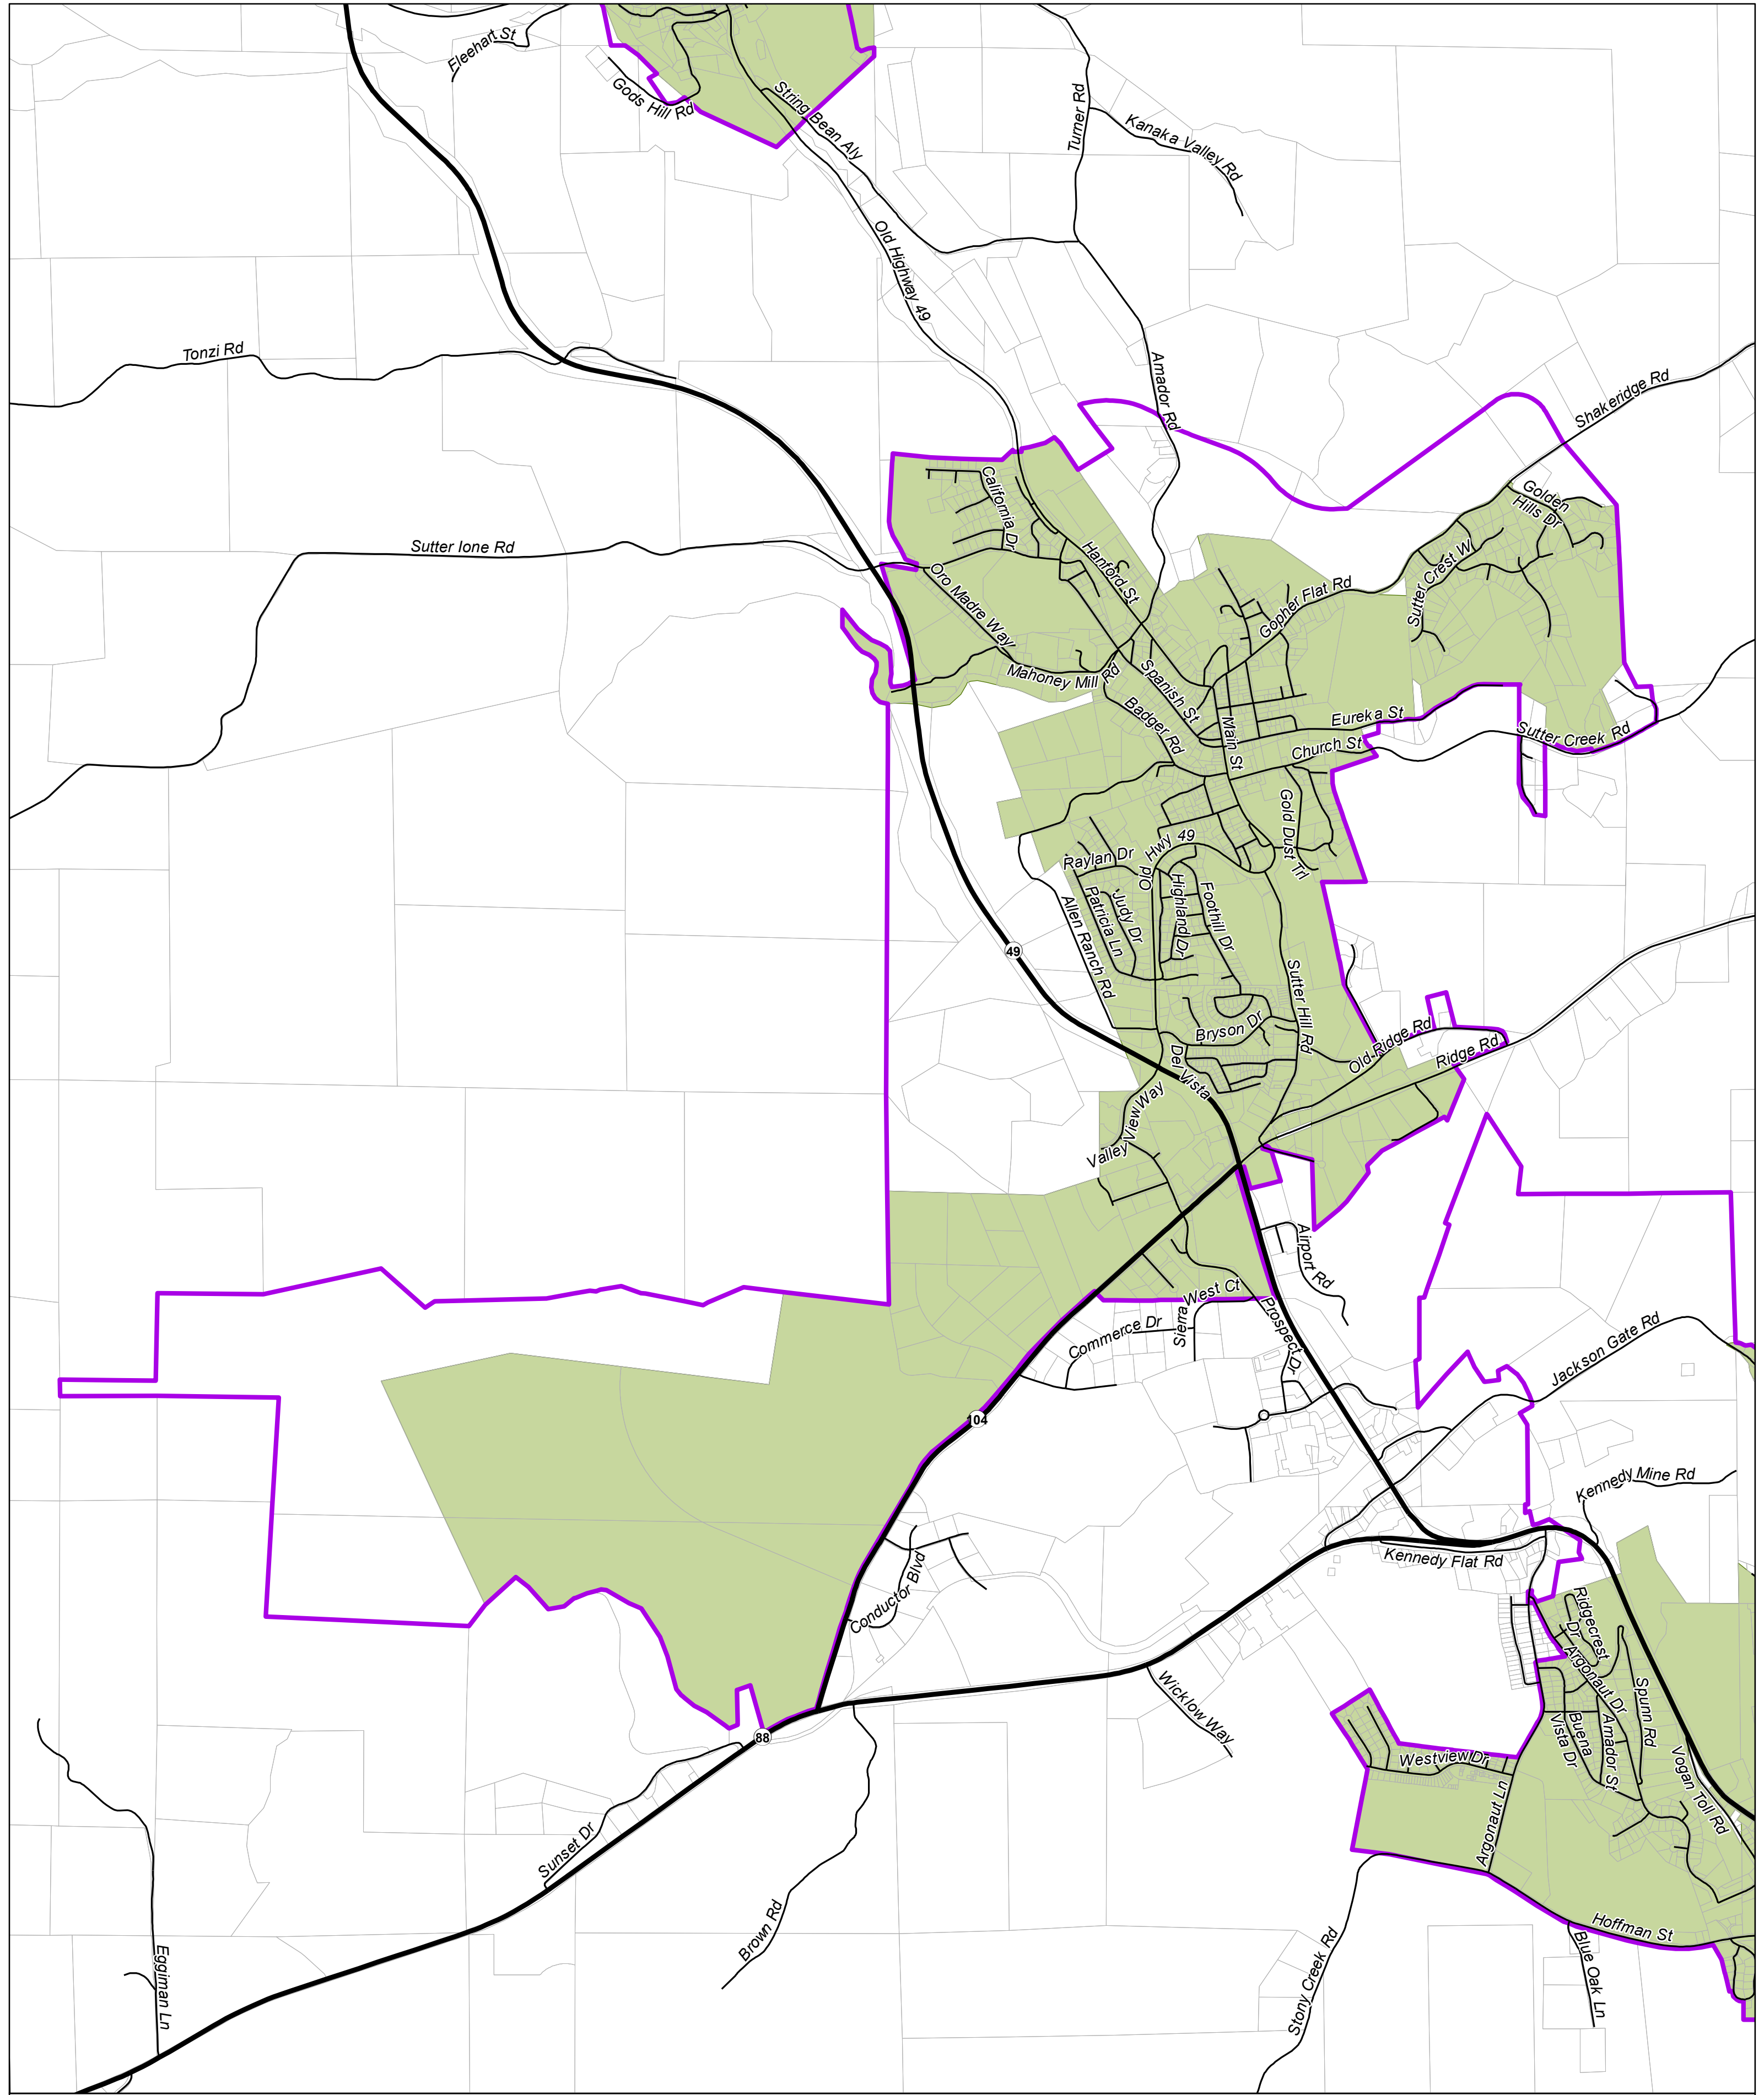 Fleehart St
Gods Hill Rd
String Bean Aly
Turner Rd
Kanaka Valley Rd
Old Highway 49
Tonzi Rd
Amador Rd
Shakeridge Rd
California Dr
Golden
Hills Dr
Sutter Ione Rd
Hanford St
Oro Madre Way
Gopher Flat Rd
Sutter Crest W
Mahoney Mill Rd
Spanish St
Badger Rd
Main St
Eureka St
Church St
Sutter Creek Rd
Gold Dust Trl
Raylan Dr
Old Hwy 49
Patricia Ln
Judy Dr
Highland Dr
Foothill Dr
Allen Ranch Rd
49
Sutter Hill Rd
Bryson Dr
Old Ridge Rd
Ridge Rd
Del Vista
Valley View Way
Airport Rd
Sierra West Ct
Commerce Dr
Prospect Dr
Jackson Gate Rd
104
Kennedy Mine Rd
Kennedy Flat Rd
Conductor Blvd
Ridgecrest
Dr
Argonaut Dr
Spunn Rd
Wicklow Way
Buena
Vista Dr
Amador St
88
Westview Dr
Vogan Toll Rd
Argonaut Ln
Sunset Dr
Brown Rd
Hoffman St
Eggiman Ln
Stony Creek Rd
Blue Oak Ln